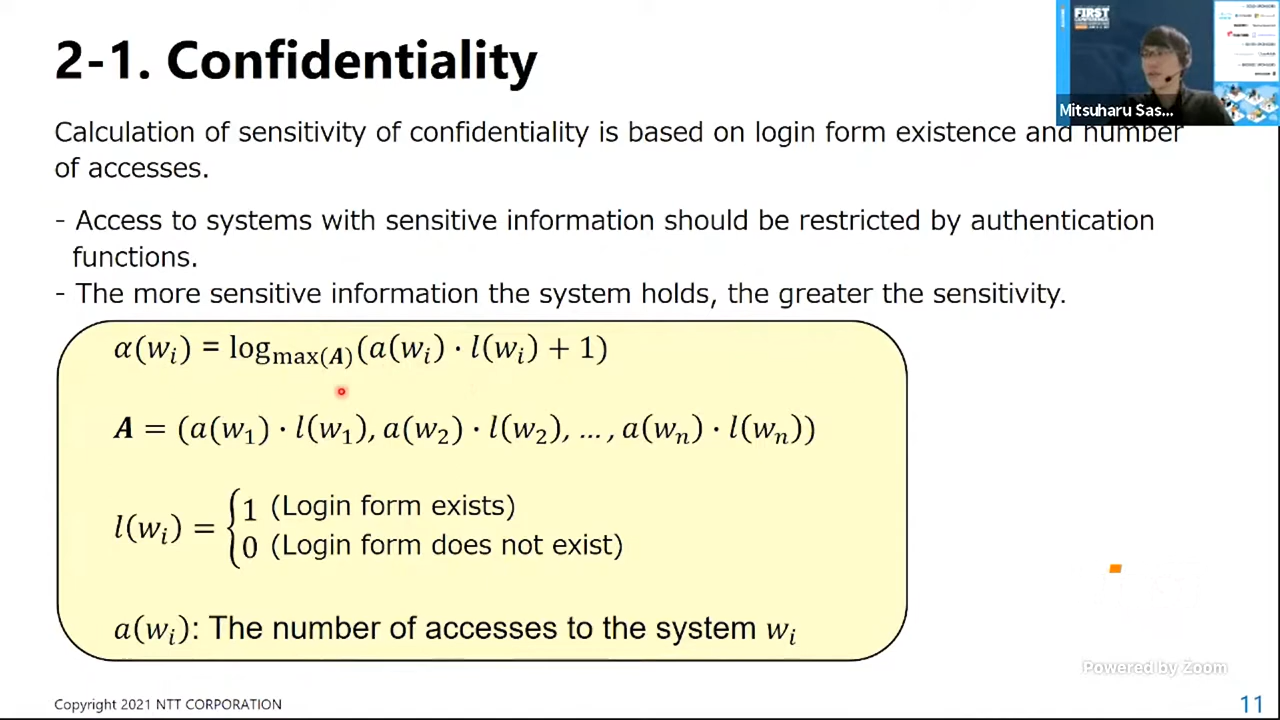 2-1. Confidentiality
FIRST
CONFERENCE
Mitsuharu Sas...
Calculation of sensitivity of confidentiality is based on login form existence and number
of accesses.
- Access to systems with sensitive information should be restricted by authentication
functions.
- The more sensitive information the system holds, the greater the sensitivity.
α(wᵢ) = log_max(A)(a(wᵢ) · l(wᵢ) + 1)
A = (a(w₁) · l(w₁), a(w₂) · l(w₂), … , a(wₙ) · l(wₙ))
l(wᵢ) = { 1 (Login form exists)
0 (Login form does not exist)
a(wᵢ): The number of accesses to the system wᵢ
Powered by Zoom
Copyright 2021 NTT CORPORATION
11